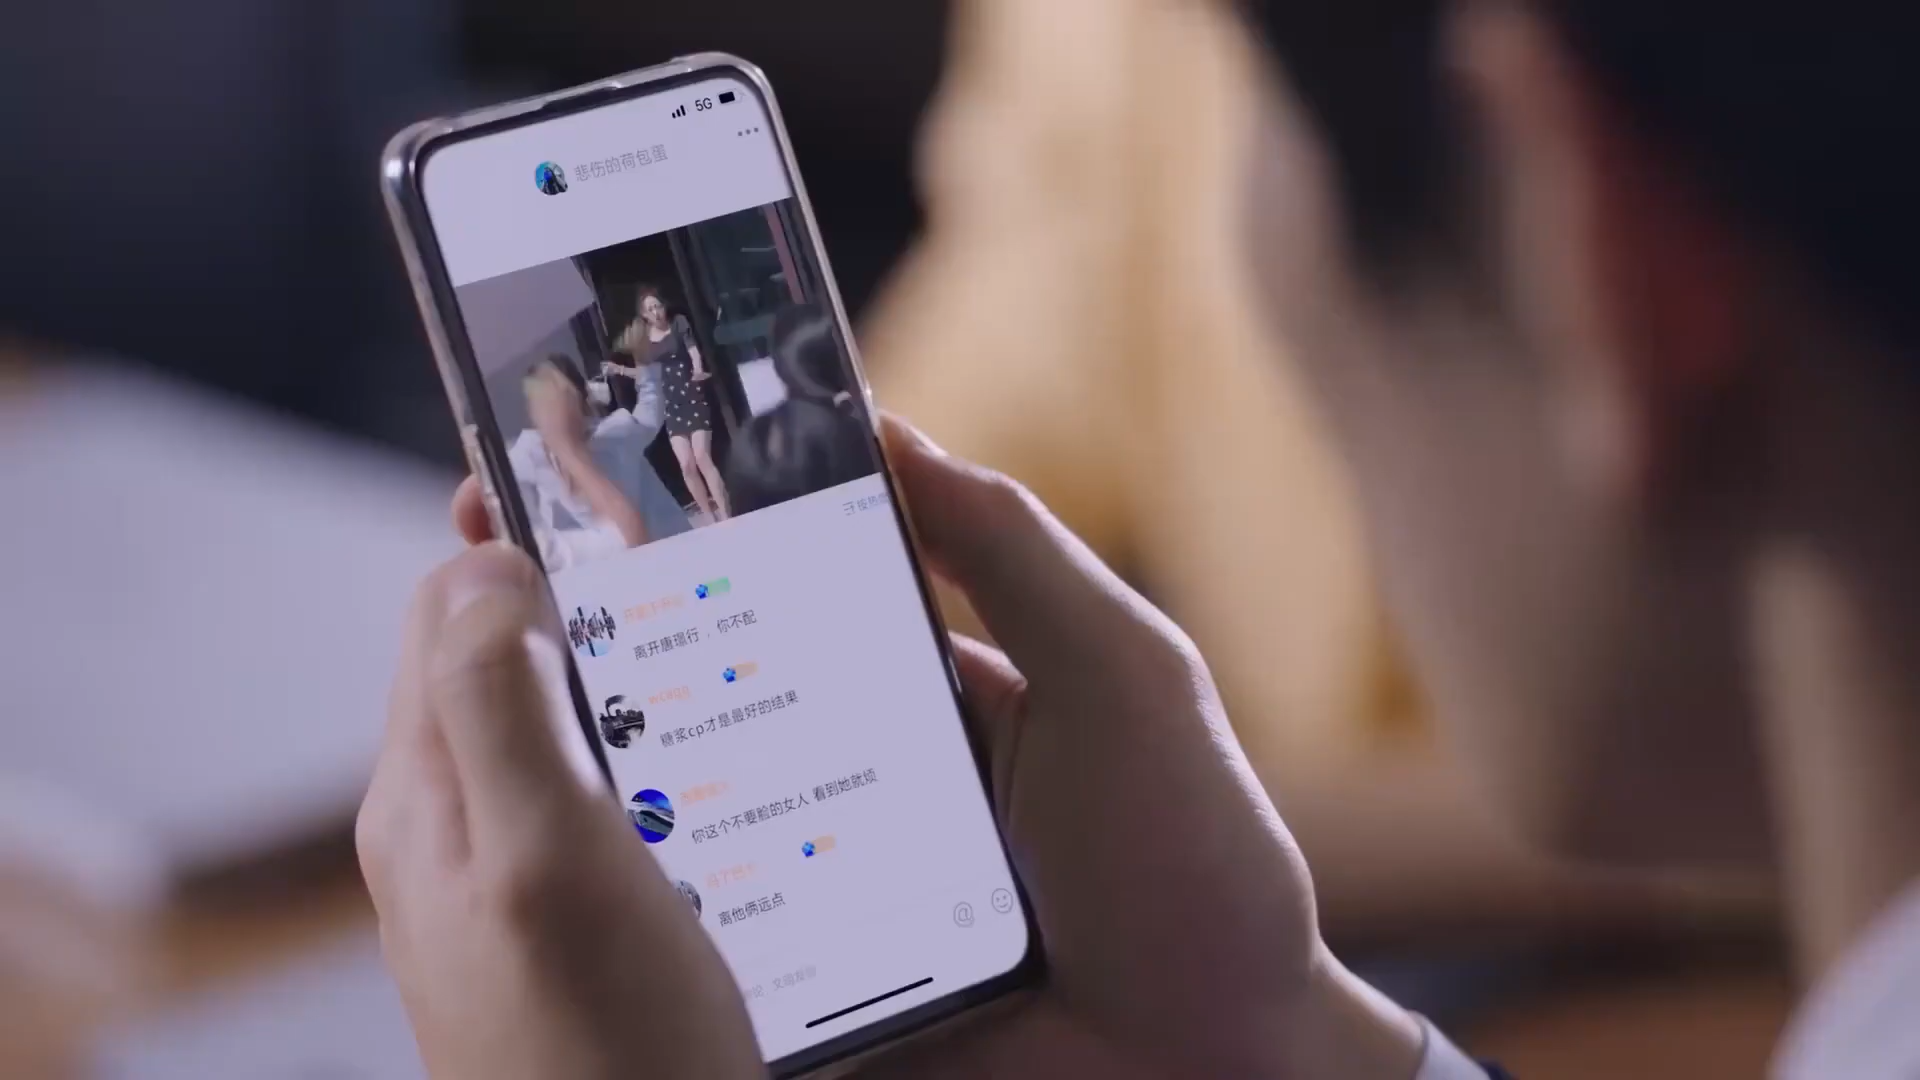 5G
悲伤的荷包蛋
离开唐璟行，你不配
wcagg
糖浆cp才是最好的结果
你这个不要脸的女人 看到她就烦
离他俩远点
@